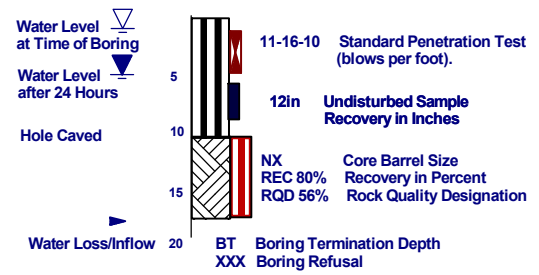 Water Level
at Time of Boring
Water Level
after 24 Hours
Hole Caved
Water Loss/Inflow
5
10
15
20
11-16-10 Standard Penetration Test
(blows per foot).
12in Undisturbed Sample
Recovery in Inches
NX Core Barrel Size
REC 80% Recovery in Percent
RQD 56% Rock Quality Designation
BT Boring Termination Depth
XXX Boring Refusal